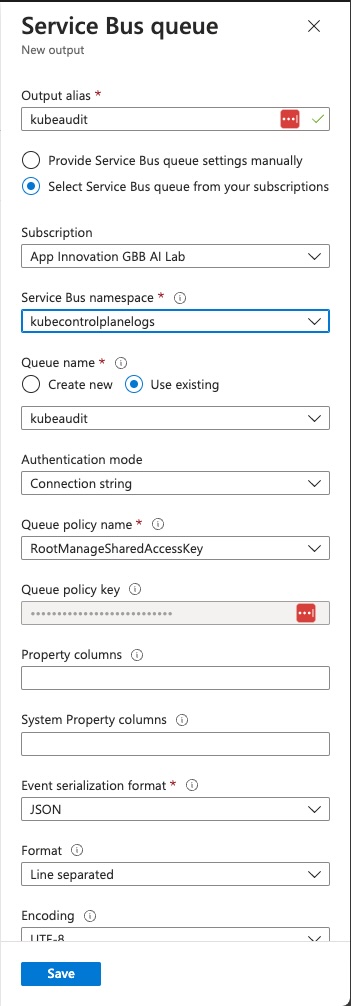 Service Bus queue
New output
Output alias *
kubeaudit
Provide Service Bus queue settings manually
Select Service Bus queue from your subscriptions
Subscription
App Innovation GBB AI Lab
Service Bus namespace *
kubecontrolplanelogs
Queue name *
Create new Use existing
kubeaudit
Authentication mode
Connection string
Queue policy name *
RootManageSharedAccessKey
Queue policy key
••••••••••••••••••••••••••
Property columns
System Property columns
Event serialization format *
JSON
Format
Line separated
Encoding
UTF-8
Save